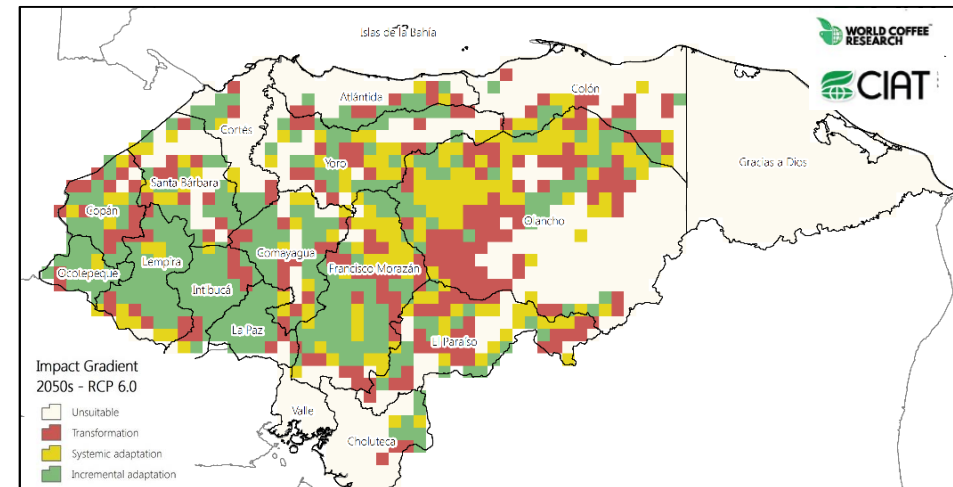 Islas de la Bahía
WORLD COFFEE™
RESEARCH
CIAT
Atlántida
Colón
Cortés
Yoro
Gracias a Dios
Santa Bárbara
Copán
Olancho
Comayagua
Lempira
Francisco Morazán
Ocotepeque
Intibucá
La Paz
El Paraíso
Impact Gradient
2050s - RCP 6.0
Valle
Unsuitable
Transformation
Choluteca
Systemic adaptation
Incremental adaptation